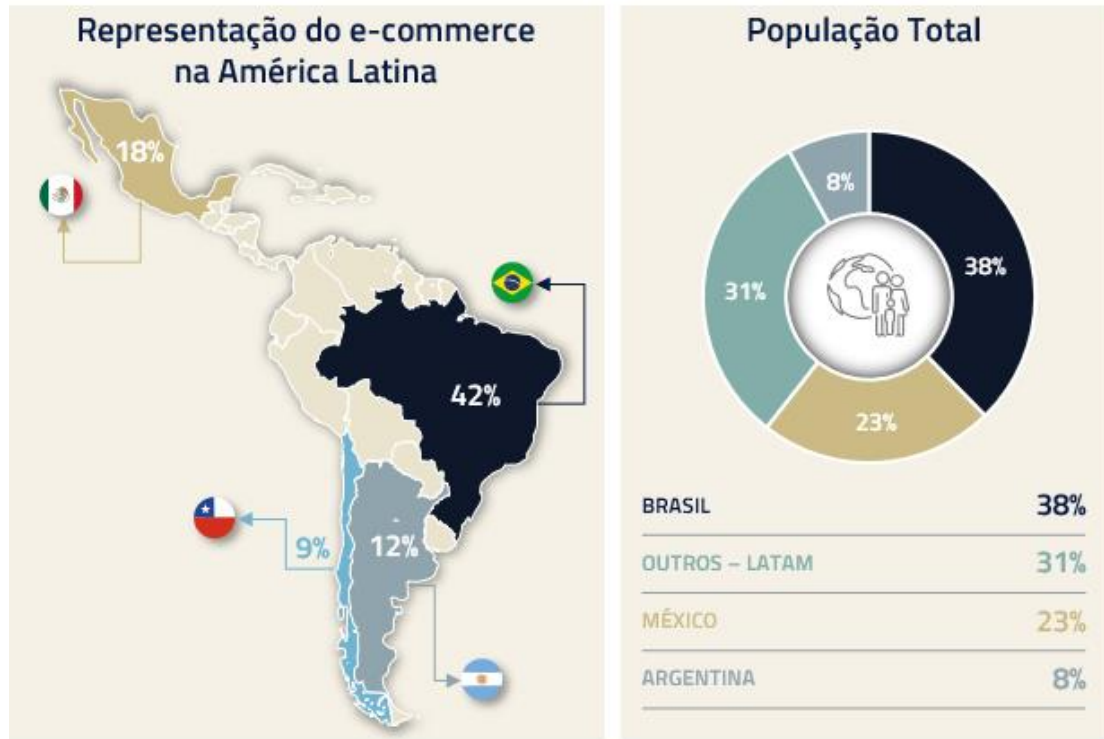 Representação do e-commerce
na América Latina
18%
42%
9%
12%
População Total
8%
38%
31%
23%
BRASIL 38%
OUTROS – LATAM 31%
MÉXICO 23%
ARGENTINA 8%